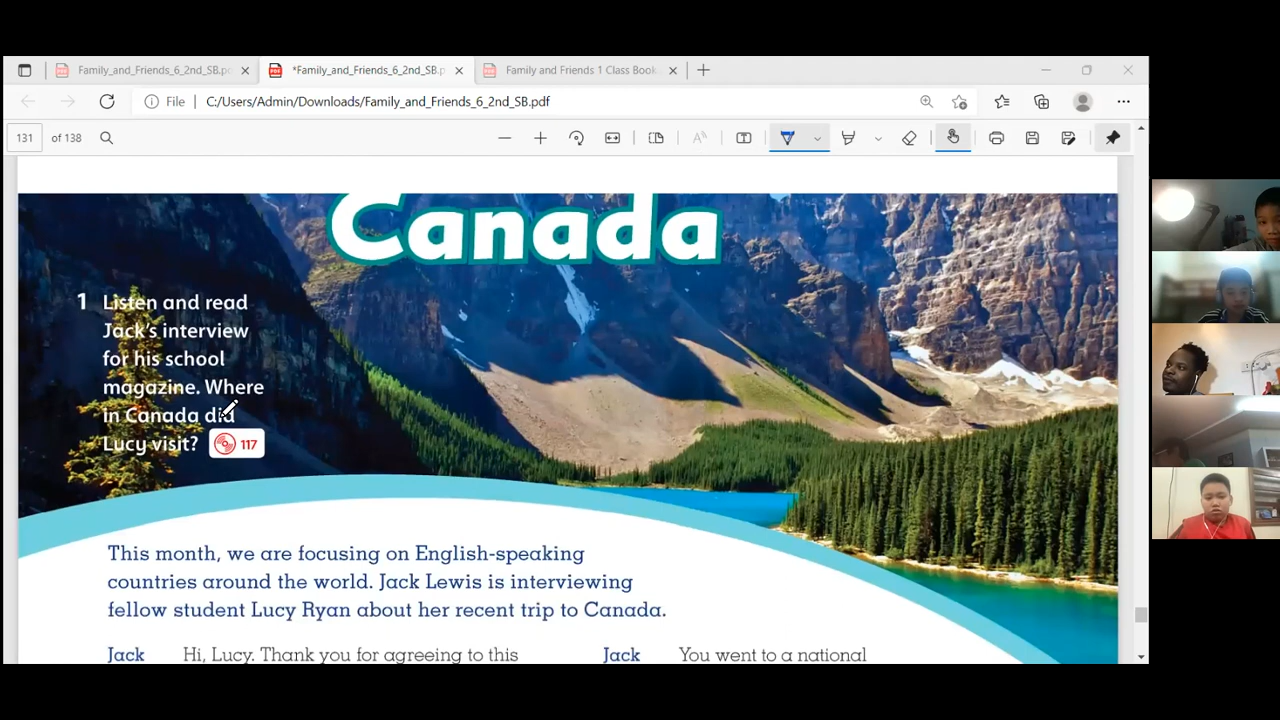 Family_and_Friends_6_2nd_SB.p
*Family_and_Friends_6_2nd_SB.p
Family and Friends 1 Class Book.
File
C:/Users/Admin/Downloads/Family_and_Friends_6_2nd_SB.pdf
131 of 138
Canada
1 Listen and read
Jack's interview
for his school
magazine. Where
in Canada did
Lucy visit? 117
This month, we are focusing on English-speaking
countries around the world. Jack Lewis is interviewing
fellow student Lucy Ryan about her recent trip to Canada.
Jack Hi, Lucy. Thank you for agreeing to this
Jack You went to a national